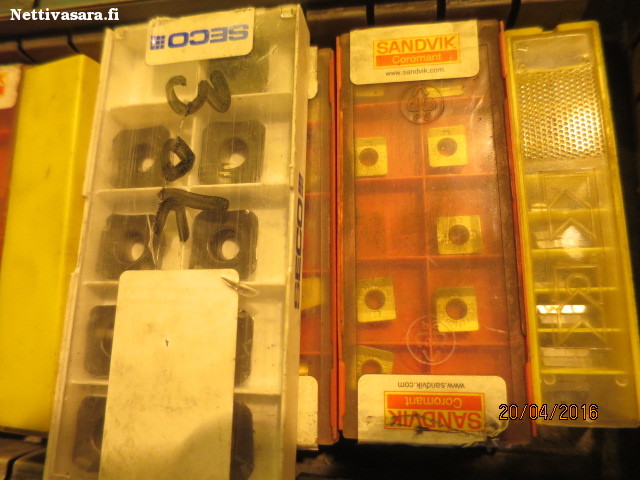 Nettivasara.fi
SECO
SECO
SANDVIK
Coromant
www.sandvik.com
www.sandvik.com
SANDVIK
Coromant
20/04/2016